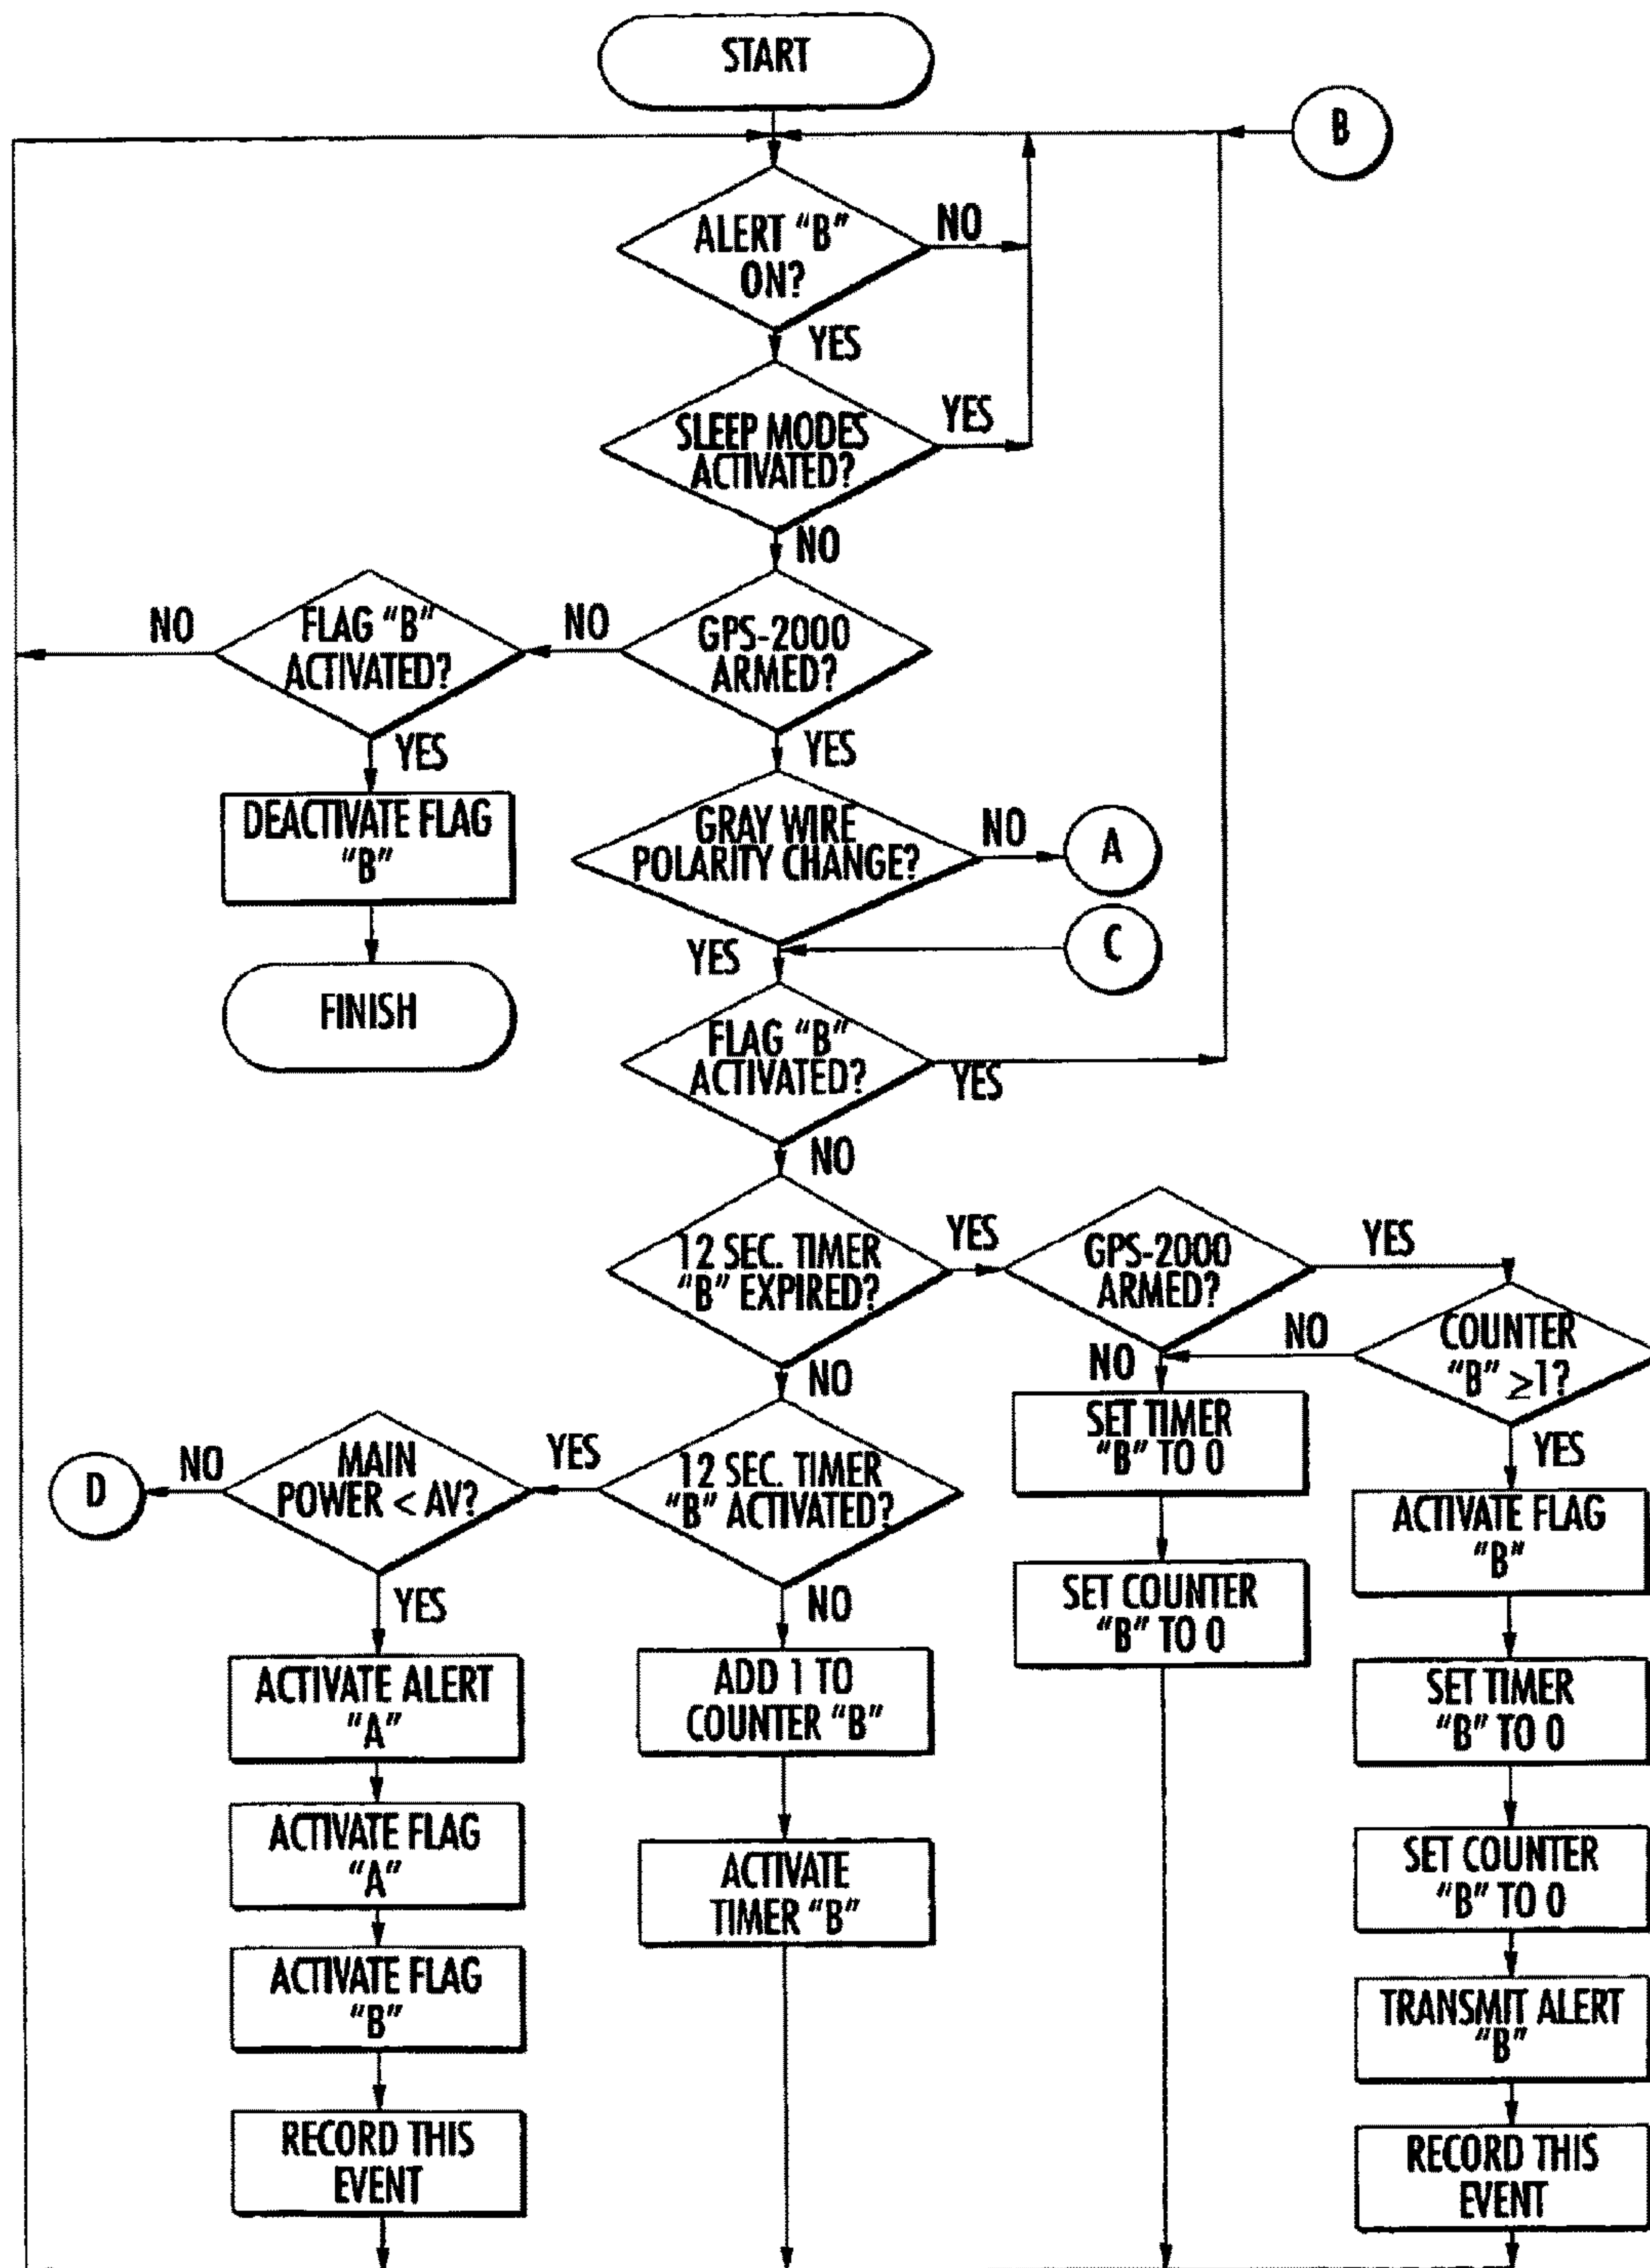 START
B
ALERT "B"
ON?
NO
YES
SLEEP MODES
ACTIVATED?
YES
NO
GPS-2000
ARMED?
NO
FLAG "B"
ACTIVATED?
NO
YES
DEACTIVATE FLAG
"B"
FINISH
YES
GRAY WIRE
POLARITY CHANGE?
NO
A
YES
C
FLAG "B"
ACTIVATED?
YES
NO
12 SEC. TIMER
"B" EXPIRED?
YES
GPS-2000
ARMED?
YES
COUNTER
"B" ≥1?
NO
NO
YES
NO
12 SEC. TIMER
"B" ACTIVATED?
YES
MAIN
POWER < AV?
NO
D
YES
ACTIVATE ALERT
"A"
ACTIVATE FLAG
"A"
ACTIVATE FLAG
"B"
RECORD THIS
EVENT
NO
ADD 1 TO
COUNTER "B"
ACTIVATE
TIMER "B"
SET TIMER
"B" TO 0
SET COUNTER
"B" TO 0
ACTIVATE FLAG
"B"
SET TIMER
"B" TO 0
SET COUNTER
"B" TO 0
TRANSMIT ALERT
"B"
RECORD THIS
EVENT